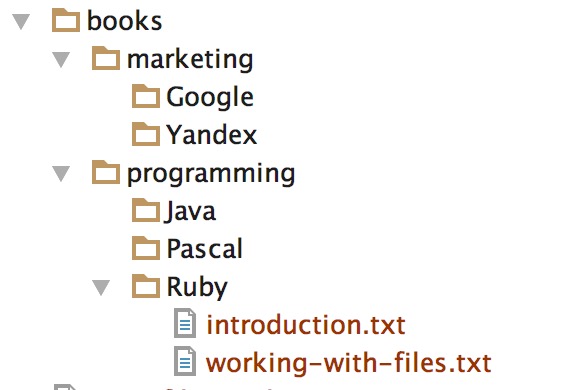 books
marketing
Google
Yandex
programming
Java
Pascal
Ruby
introduction.txt
working-with-files.txt